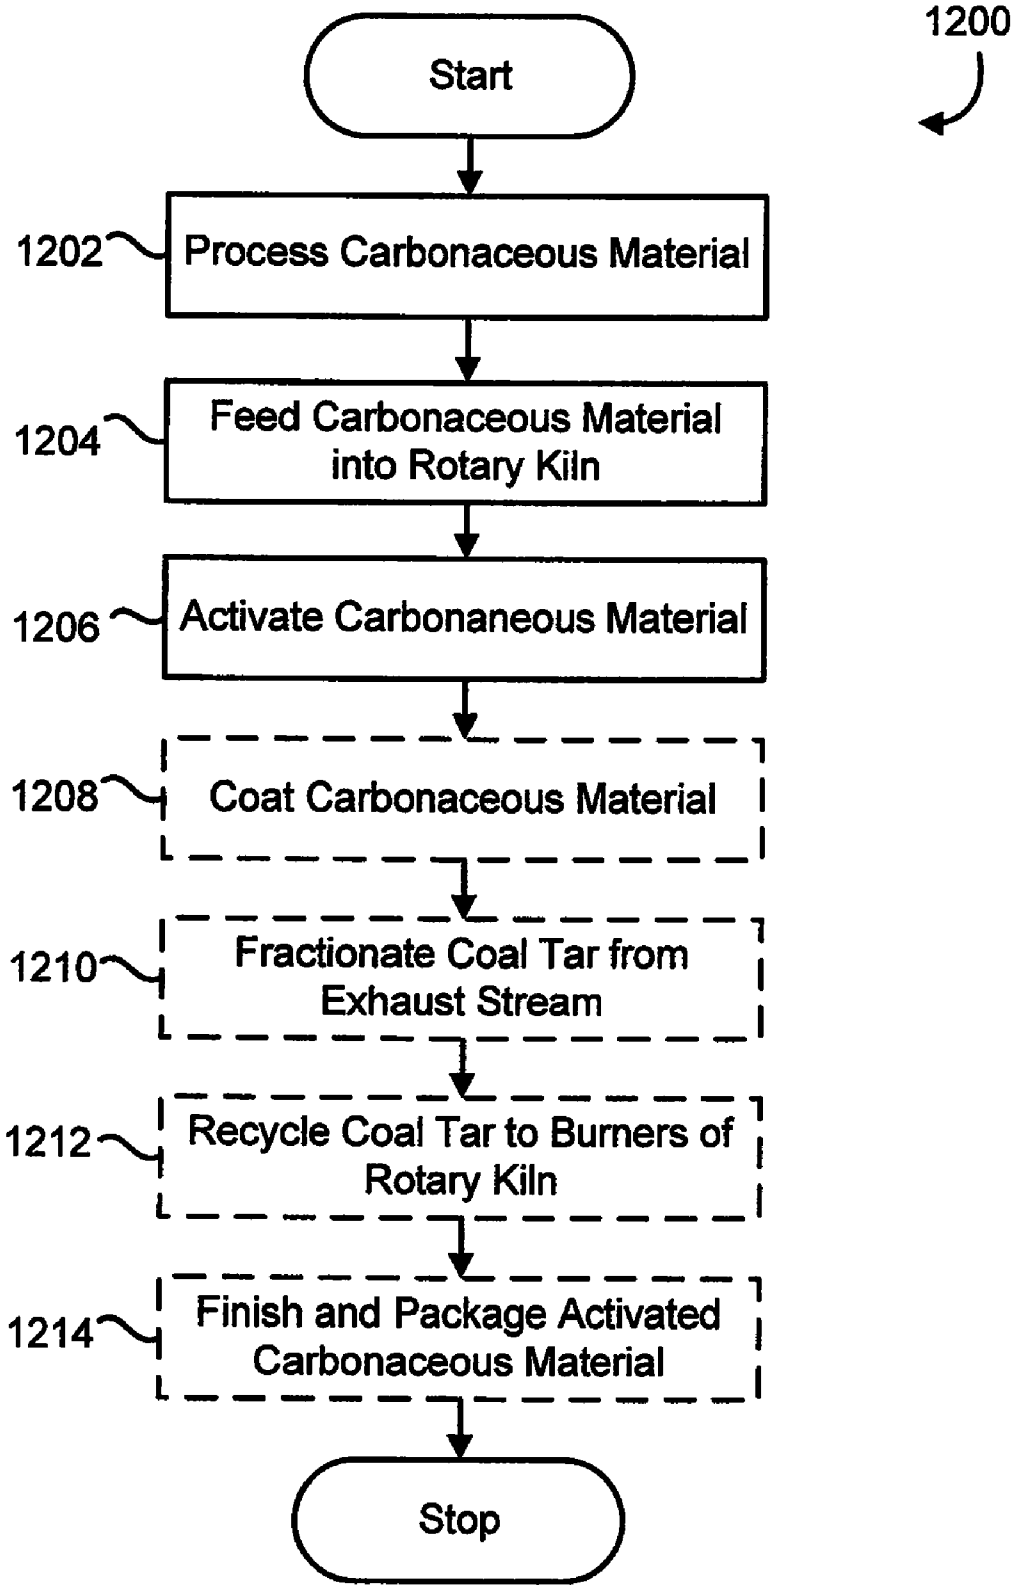 1200
Start
1202
Process Carbonaceous Material
1204
Feed Carbonaceous Material
into Rotary Kiln
1206
Activate Carbonaneous Material
1208
Coat Carbonaceous Material
1210
Fractionate Coal Tar from
Exhaust Stream
1212
Recycle Coal Tar to Burners of
Rotary Kiln
1214
Finish and Package Activated
Carbonaceous Material
Stop